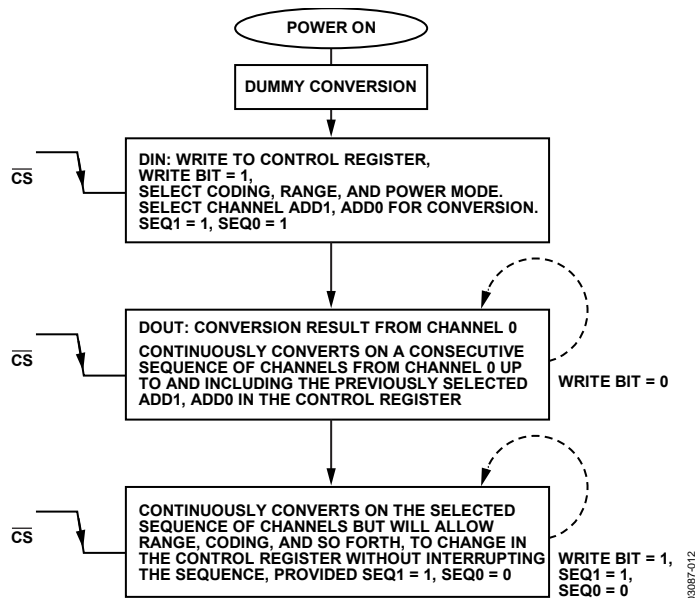 POWER ON
DUMMY CONVERSION
CS
DIN: WRITE TO CONTROL REGISTER,
WRITE BIT = 1,
SELECT CODING, RANGE, AND POWER MODE.
SELECT CHANNEL ADD1, ADD0 FOR CONVERSION.
SEQ1 = 1, SEQ0 = 1
CS
DOUT: CONVERSION RESULT FROM CHANNEL 0
CONTINUOUSLY CONVERTS ON A CONSECUTIVE
SEQUENCE OF CHANNELS FROM CHANNEL 0 UP
TO AND INCLUDING THE PREVIOUSLY SELECTED
ADD1, ADD0 IN THE CONTROL REGISTER
WRITE BIT = 0
CS
CONTINUOUSLY CONVERTS ON THE SELECTED
SEQUENCE OF CHANNELS BUT WILL ALLOW
RANGE, CODING, AND SO FORTH, TO CHANGE IN
THE CONTROL REGISTER WITHOUT INTERRUPTING
THE SEQUENCE, PROVIDED SEQ1 = 1, SEQ0 = 0
WRITE BIT = 1,
SEQ1 = 1,
SEQ0 = 0
03087-012